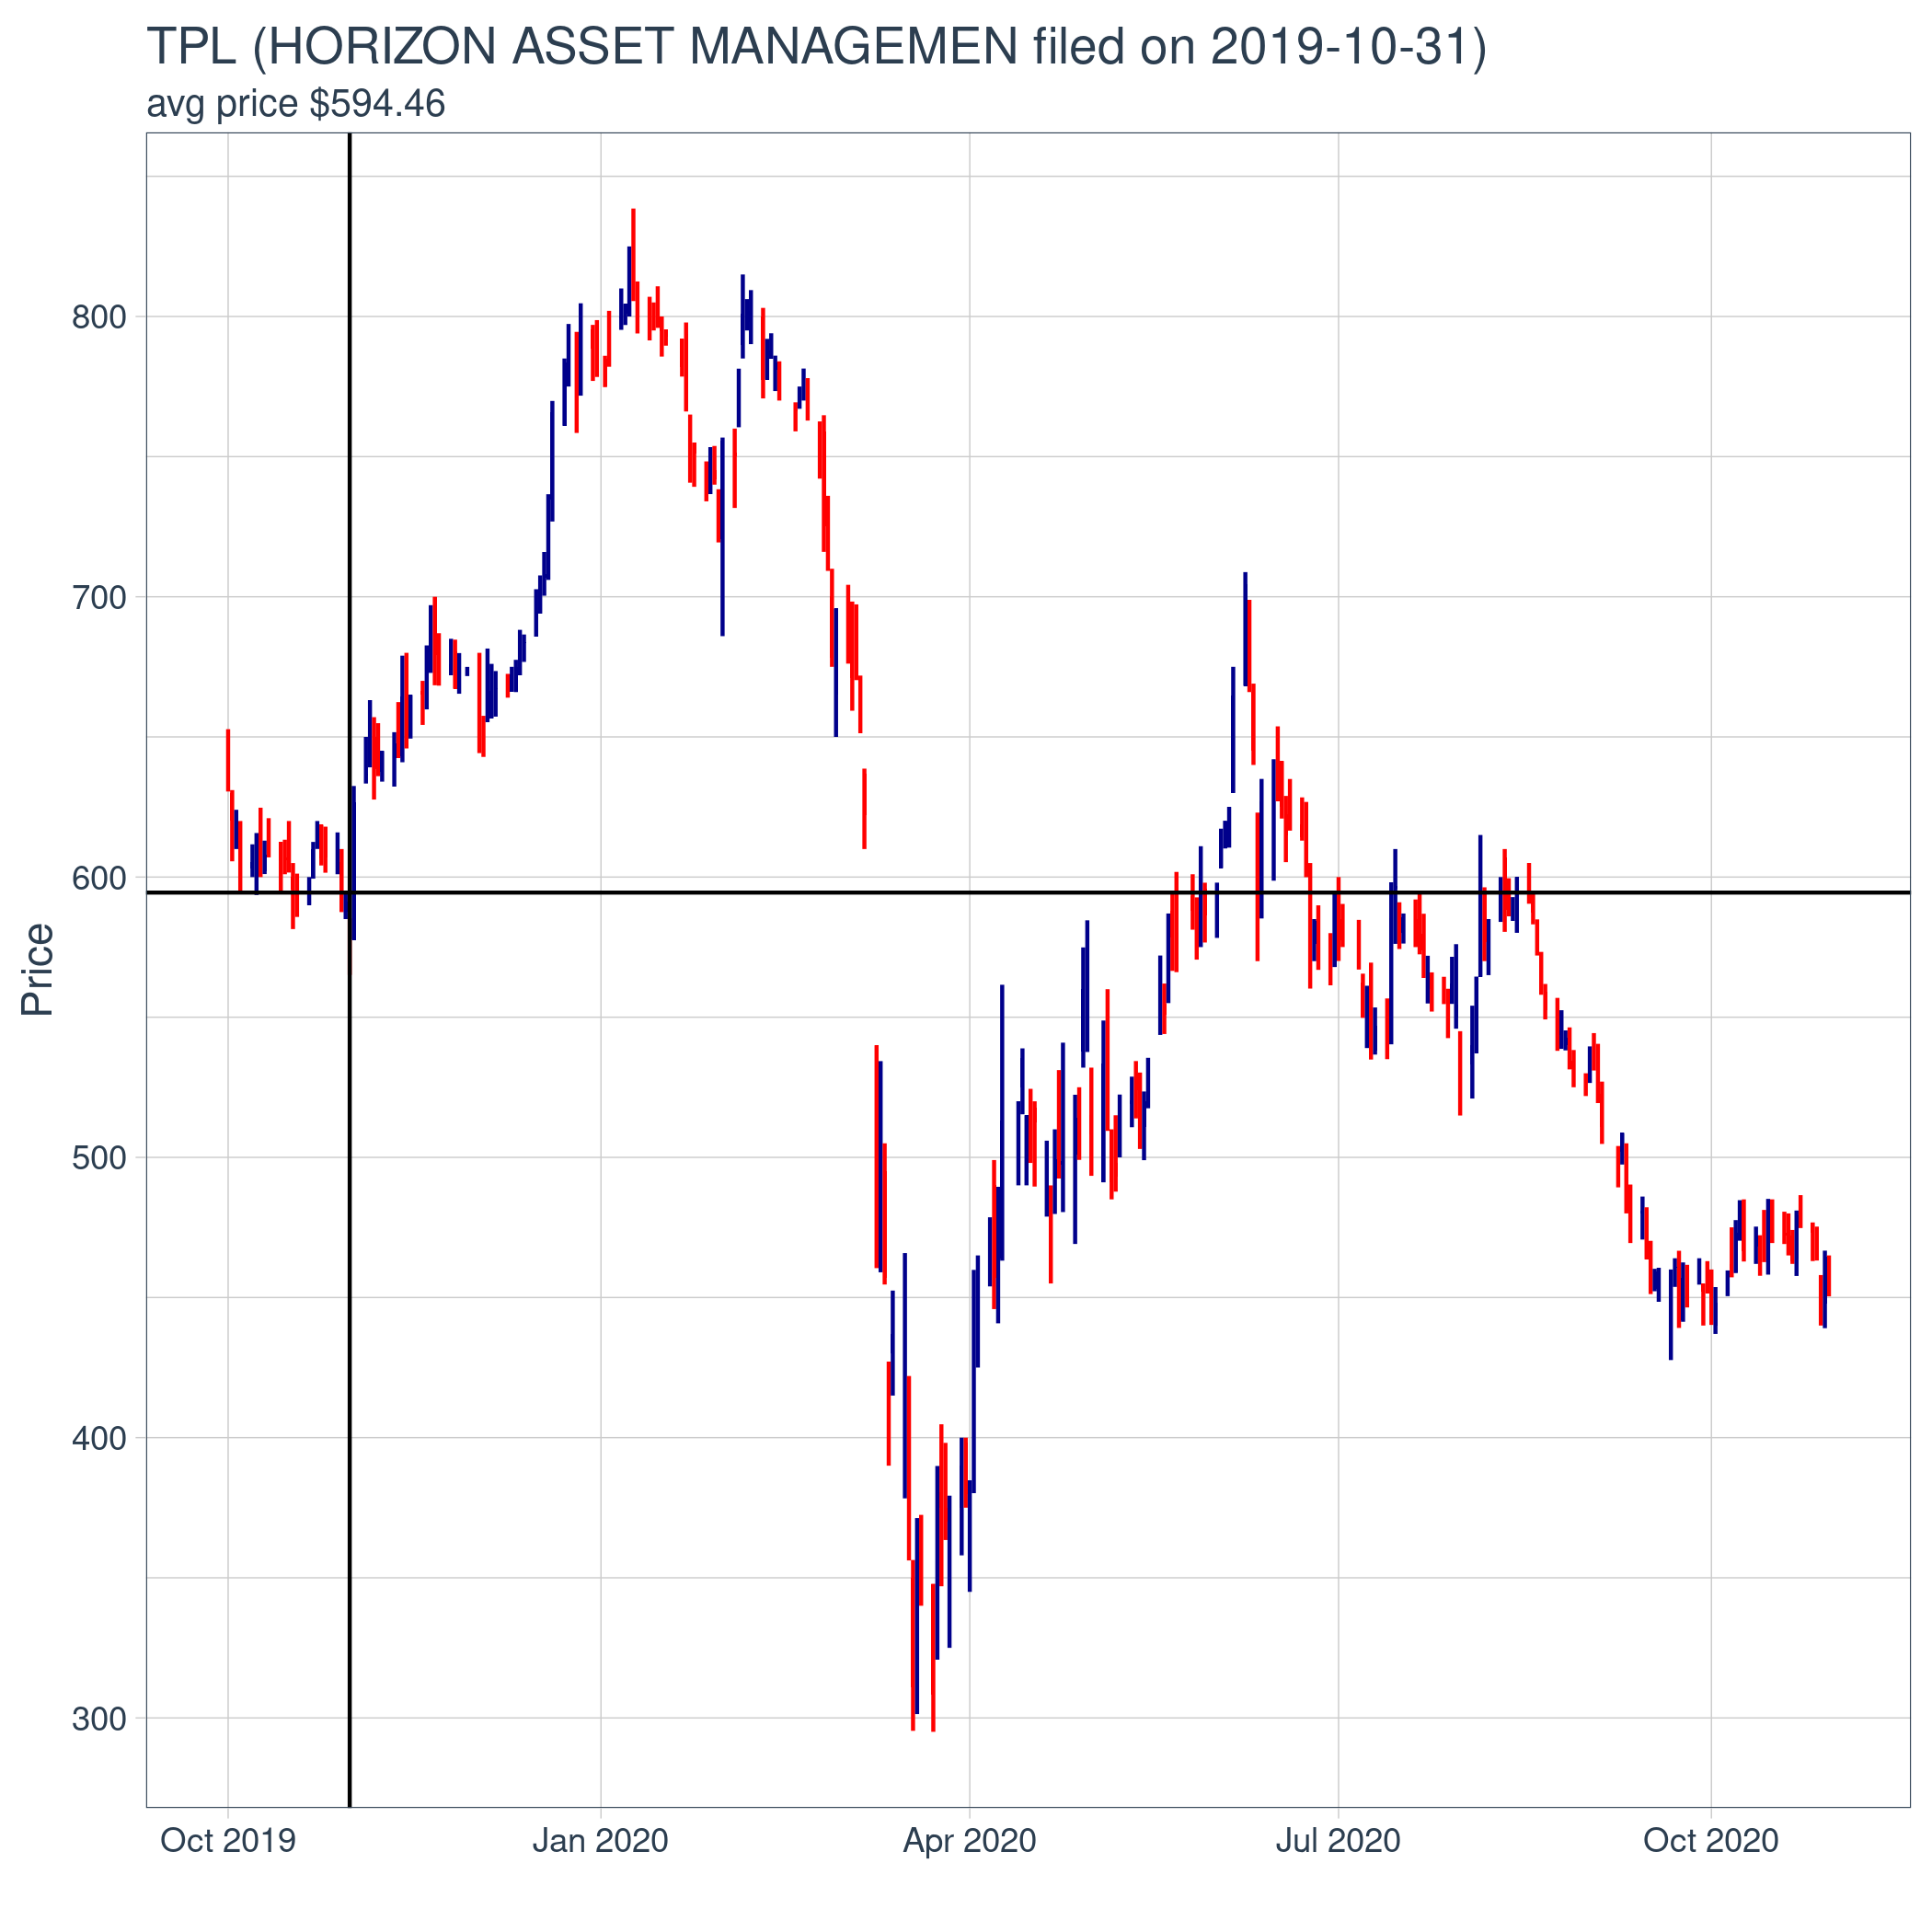 TPL (HORIZON ASSET MANAGEMEN filed on 2019-10-31)
avg price $594.46
800
700
600
500
400
300
Price
Oct 2019
Jan 2020
Apr 2020
Jul 2020
Oct 2020